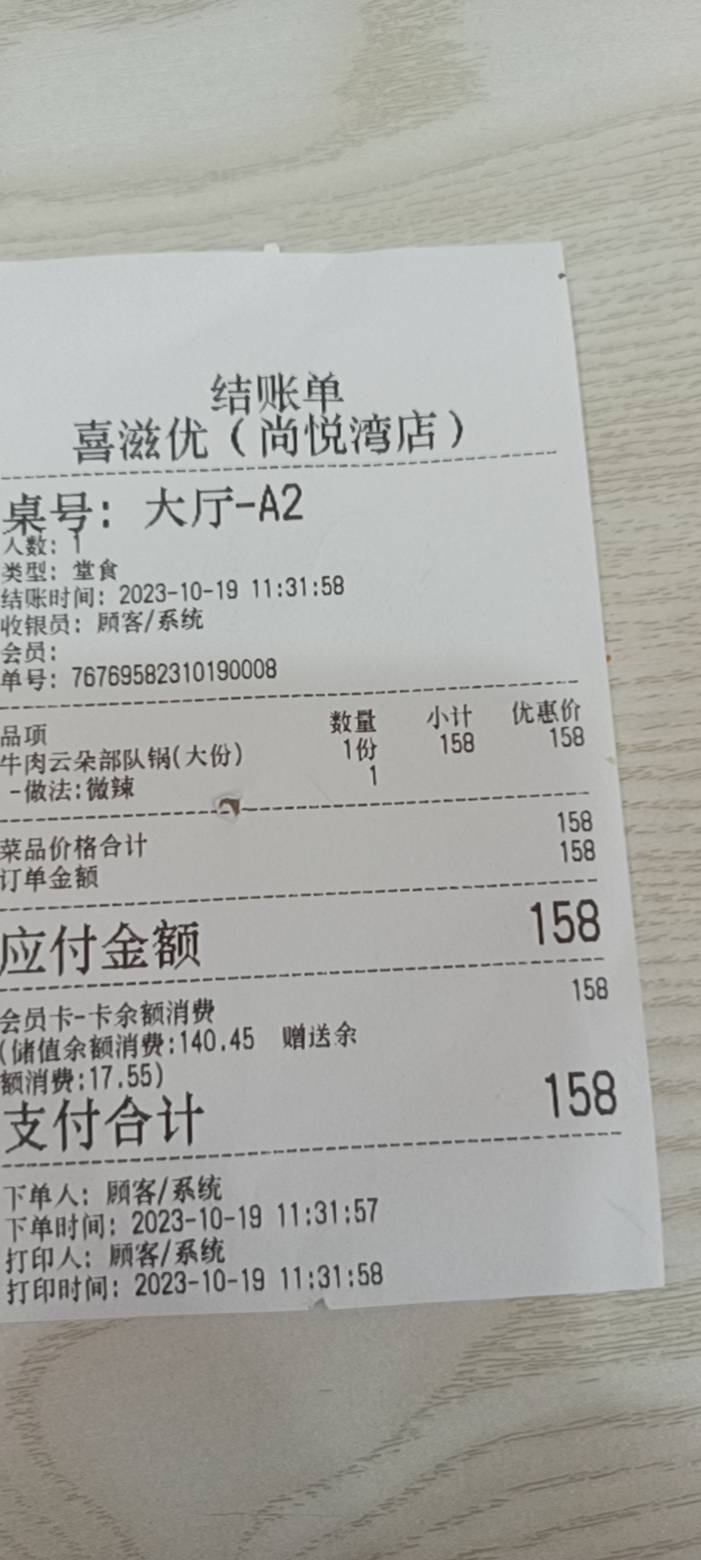 结账单
喜滋优（尚悦湾店）
桌号: 大厅-A2
人数: 1
类型: 堂食
结账时间: 2023-10-19 11:31:58
收银员: 顾客/系统
会员:
单号: 76769582310190008
品项 数量 小计 优惠价
牛肉云朵部队锅(大份) 1份 158 158
-做法:微辣 1
菜品价格合计 158
订单金额 158
应付金额 158
会员卡-卡余额消费 158
(储值余额消费:140.45 赠送余
额消费:17.55)
支付合计 158
下单人: 顾客/系统
下单时间: 2023-10-19 11:31:57
打印人: 顾客/系统
打印时间: 2023-10-19 11:31:58